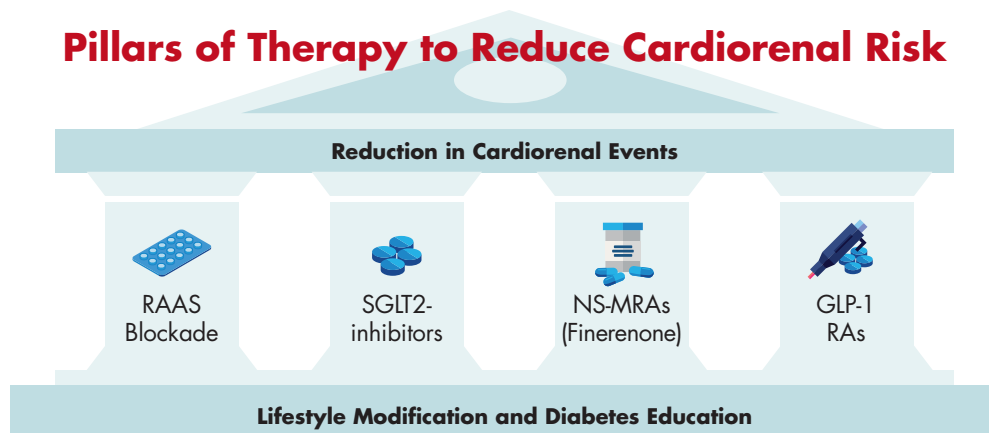 Pillars of Therapy to Reduce Cardiorenal Risk
Reduction in Cardiorenal Events
RAAS
Blockade
SGLT2-
inhibitors
NS-MRAs
(Finerenone)
GLP-1
RAs
Lifestyle Modification and Diabetes Education